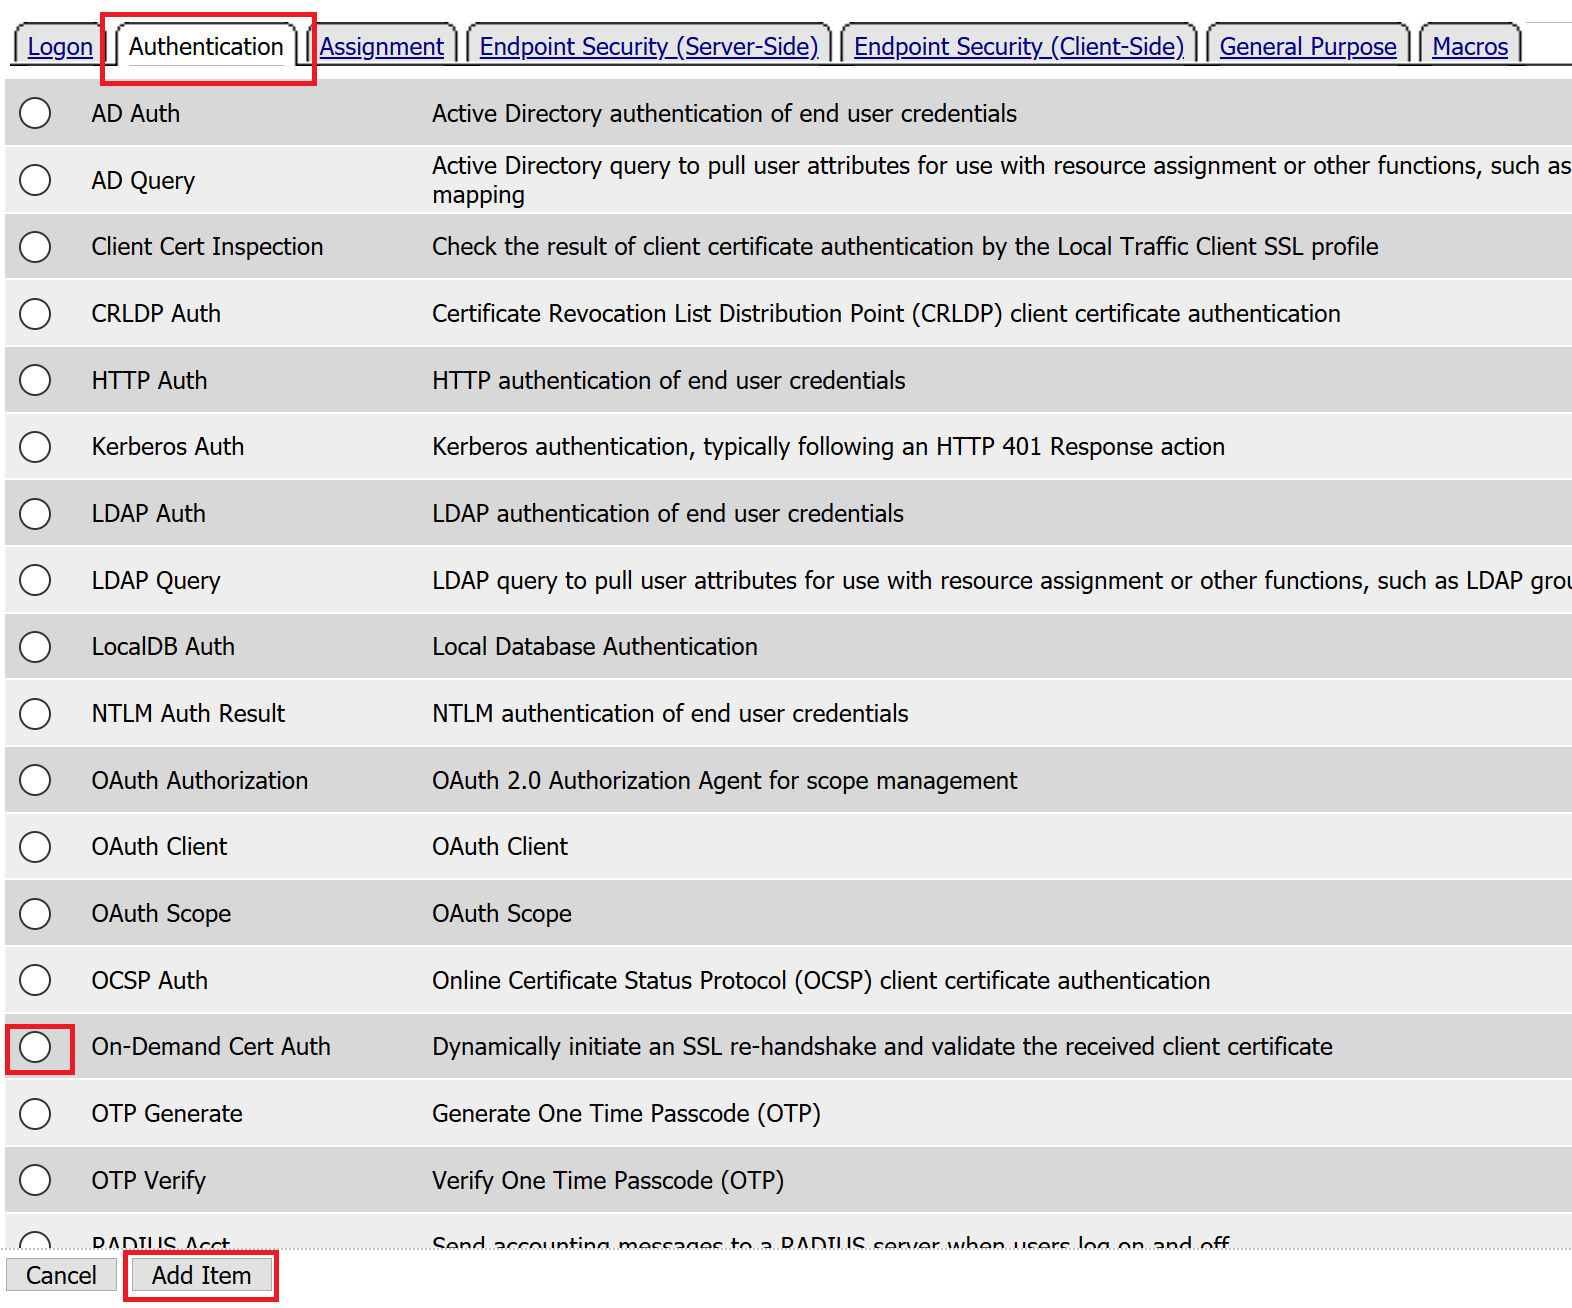 Logon Authentication Assignment Endpoint Security (Server-Side) Endpoint Security (Client-Side) General Purpose Macros
AD Auth Active Directory authentication of end user credentials
AD Query Active Directory query to pull user attributes for use with resource assignment or other functions, such as
mapping
Client Cert Inspection Check the result of client certificate authentication by the Local Traffic Client SSL profile
CRLDP Auth Certificate Revocation List Distribution Point (CRLDP) client certificate authentication
HTTP Auth HTTP authentication of end user credentials
Kerberos Auth Kerberos authentication, typically following an HTTP 401 Response action
LDAP Auth LDAP authentication of end user credentials
LDAP Query LDAP query to pull user attributes for use with resource assignment or other functions, such as LDAP grou
LocalDB Auth Local Database Authentication
NTLM Auth Result NTLM authentication of end user credentials
OAuth Authorization OAuth 2.0 Authorization Agent for scope management
OAuth Client OAuth Client
OAuth Scope OAuth Scope
OCSP Auth Online Certificate Status Protocol (OCSP) client certificate authentication
On-Demand Cert Auth Dynamically initiate an SSL re-handshake and validate the received client certificate
OTP Generate Generate One Time Passcode (OTP)
OTP Verify Verify One Time Passcode (OTP)
RADIUS Acct Send accounting messages to a RADIUS server when users log on and off
Cancel Add Item